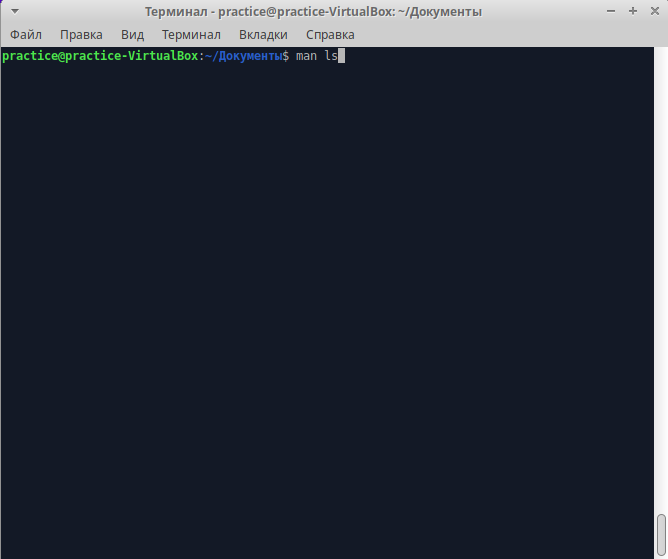 Терминал - practice@practice-VirtualBox: ~/Документы
Файл Правка Вид Терминал Вкладки Справка
practice@practice-VirtualBox:~/Документы$ man ls